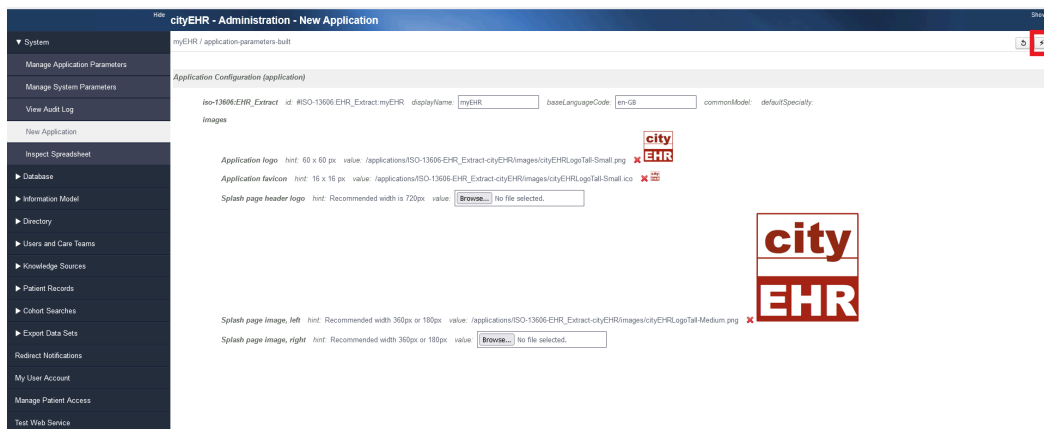 Hide
cityEHR - Administration - New Application
▼ System
myEHR / application-parameters-built
Manage Application Parameters
Manage System Parameters
View Audit Log
New Application
Inspect Spreadsheet
▶ Database
▶ Information Model
▶ Directory
▶ Users and Care Teams
▶ Knowledge Sources
▶ Patient Records
▶ Cohort Searches
▶ Export Data Sets
Redirect Notifications
My User Account
Manage Patient Access
Test Web Service
Application Configuration (application)
iso-13606:EHR_Extract id: #ISO-13606:EHR_Extract:myEHR displayName: myEHR baseLanguageCode: en-GB commonModel: defaultSpecialty:
images
city
EHR
Application logo hint: 60 x 60 px value: /applications/ISO-13606-EHR_Extract-cityEHR/images/cityEHRLogoTall-Small.png
Application favicon hint: 16 x 16 px value: /applications/ISO-13606-EHR_Extract-cityEHR/images/cityEHRLogoTall-Small.ico
Splash page header logo hint: Recommended width is 720px value: Browse... No file selected.
city
EHR
Splash page image, left hint: Recommended width 360px or 180px value: /applications/ISO-13606-EHR_Extract-cityEHR/images/cityEHRLogoTall-Medium.png
Splash page image, right hint: Recommended width 360px or 180px value: Browse... No file selected.